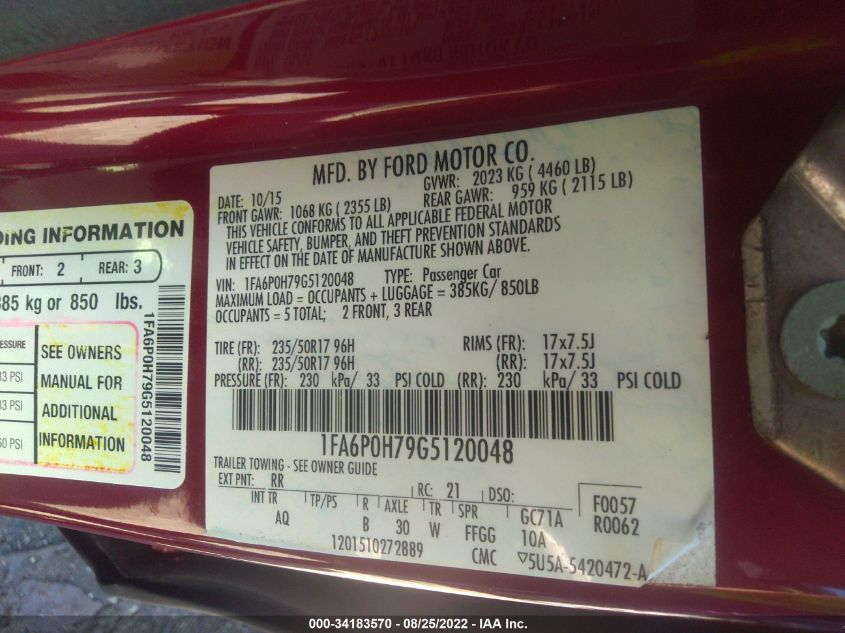 DING INFORMATION
FRONT: 2 REAR: 3
385 kg or 850 lbs.
SEE OWNERS
MANUAL FOR
ADDITIONAL
INFORMATION
33 PSI
33 PSI
60 PSI
1FA6P0H79G5120048
MFD. BY FORD MOTOR CO.
DATE: 10/15 GVWR: 2023 KG ( 4460 LB)
FRONT GAWR: 1068 KG ( 2355 LB) REAR GAWR: 959 KG ( 2115 LB)
THIS VEHICLE CONFORMS TO ALL APPLICABLE FEDERAL MOTOR
VEHICLE SAFETY, BUMPER, AND THEFT PREVENTION STANDARDS
IN EFFECT ON THE DATE OF MANUFACTURE SHOWN ABOVE.
VIN: 1FA6P0H79G5120048 TYPE: Passenger Car
MAXIMUM LOAD = OCCUPANTS + LUGGAGE = 385KG/ 850LB
OCCUPANTS = 5 TOTAL; 2 FRONT, 3 REAR
TIRE (FR): 235/50R17 96H RIMS (FR): 17x7.5J
(RR): 235/50R17 96H (RR): 17x7.5J
PRESSURE (FR): 230 kPa/ 33 PSI COLD (RR): 230 kPa/ 33 PSI COLD
1FA6P0H79G5120048
TRAILER TOWING - SEE OWNER GUIDE
EXT PNT: RR RC: 21 DSO: F0057
INT TR TP/PS R AXLE TR SPR GC71A R0062
AQ B 30 W FFGG 10A
1201510272889 CMC ▽5U5A-5420472-A
000-34183570 - 08/25/2022 - IAA Inc.